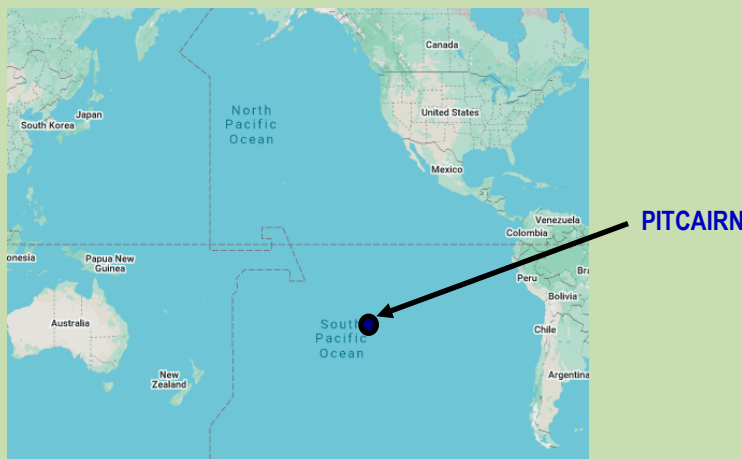 Canada
North
Pacific
Ocean
United States
Japan
South Korea
Mexico
Venezuela
Colombia
PITCAIRN
onesia
Papua New
Guinea
Peru
Bra
Bolivia
Australia
South
Pacific
Ocean
Chile
New
Zealand
Argentina